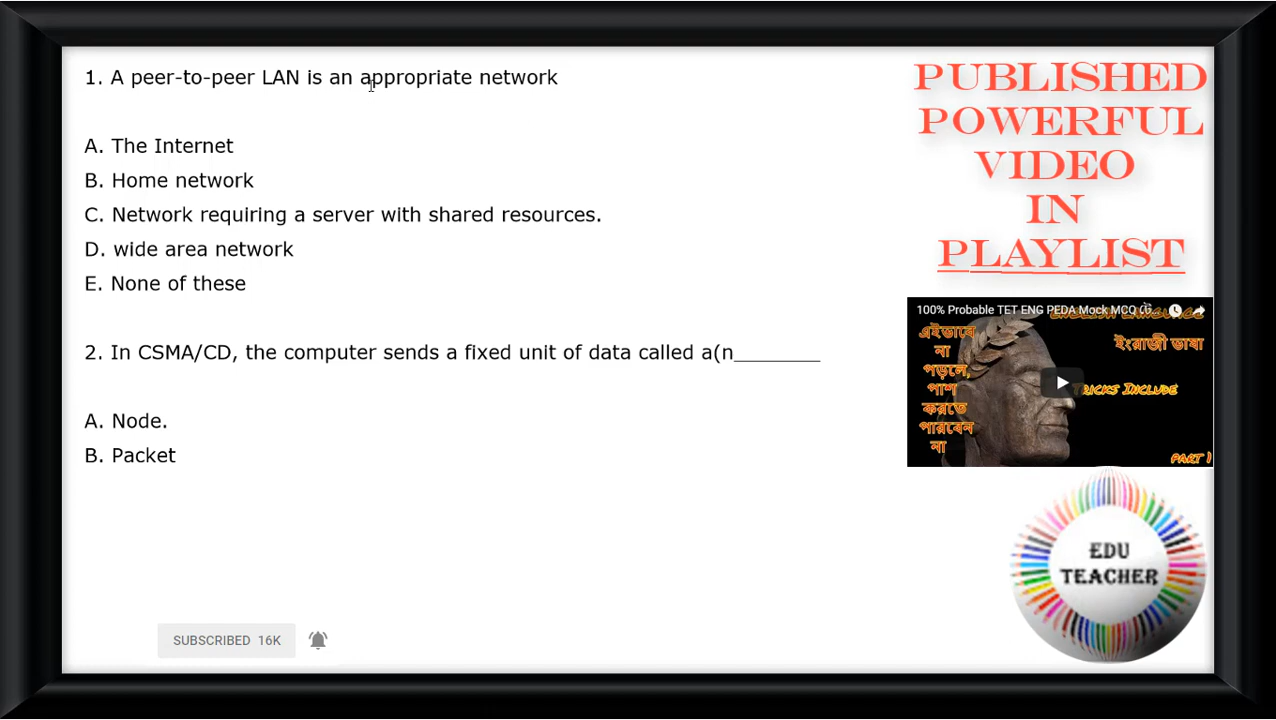 1. A peer-to-peer LAN is an appropriate network
A. The Internet
B. Home network
C. Network requiring a server with shared resources.
D. wide area network
E. None of these
2. In CSMA/CD, the computer sends a fixed unit of data called a(n________
A. Node.
B. Packet
SUBSCRIBED 16K
PUBLISHED
POWERFUL
VIDEO
IN
PLAYLIST
100% Probable TET ENG PEDA Mock MCQ
এইভাবে
না
পড়লে,
পাশ
করতে
পারবেন
না
ইংরাজী ভাষা
TRICKS INCLUDE
PART 1
EDU
TEACHER